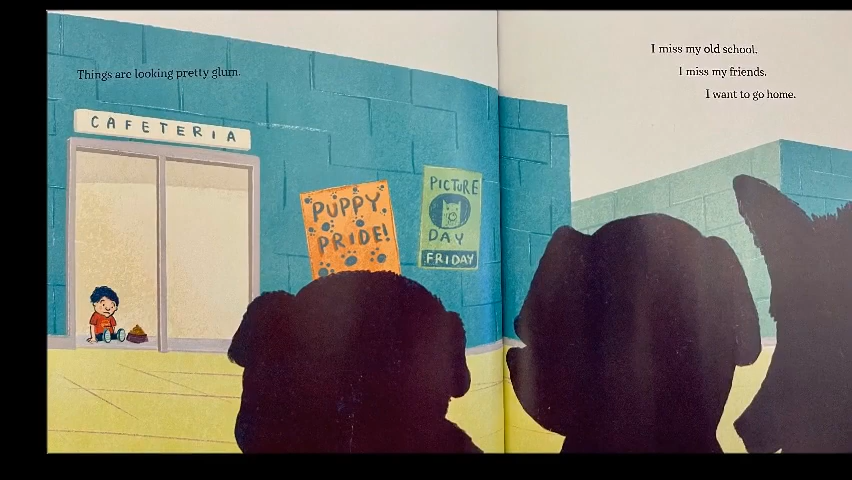 Things are looking pretty glum.
CAFETERIA
PUPPY
PRIDE!
PICTURE
DAY
FRIDAY
I miss my old school.
I miss my friends.
I want to go home.